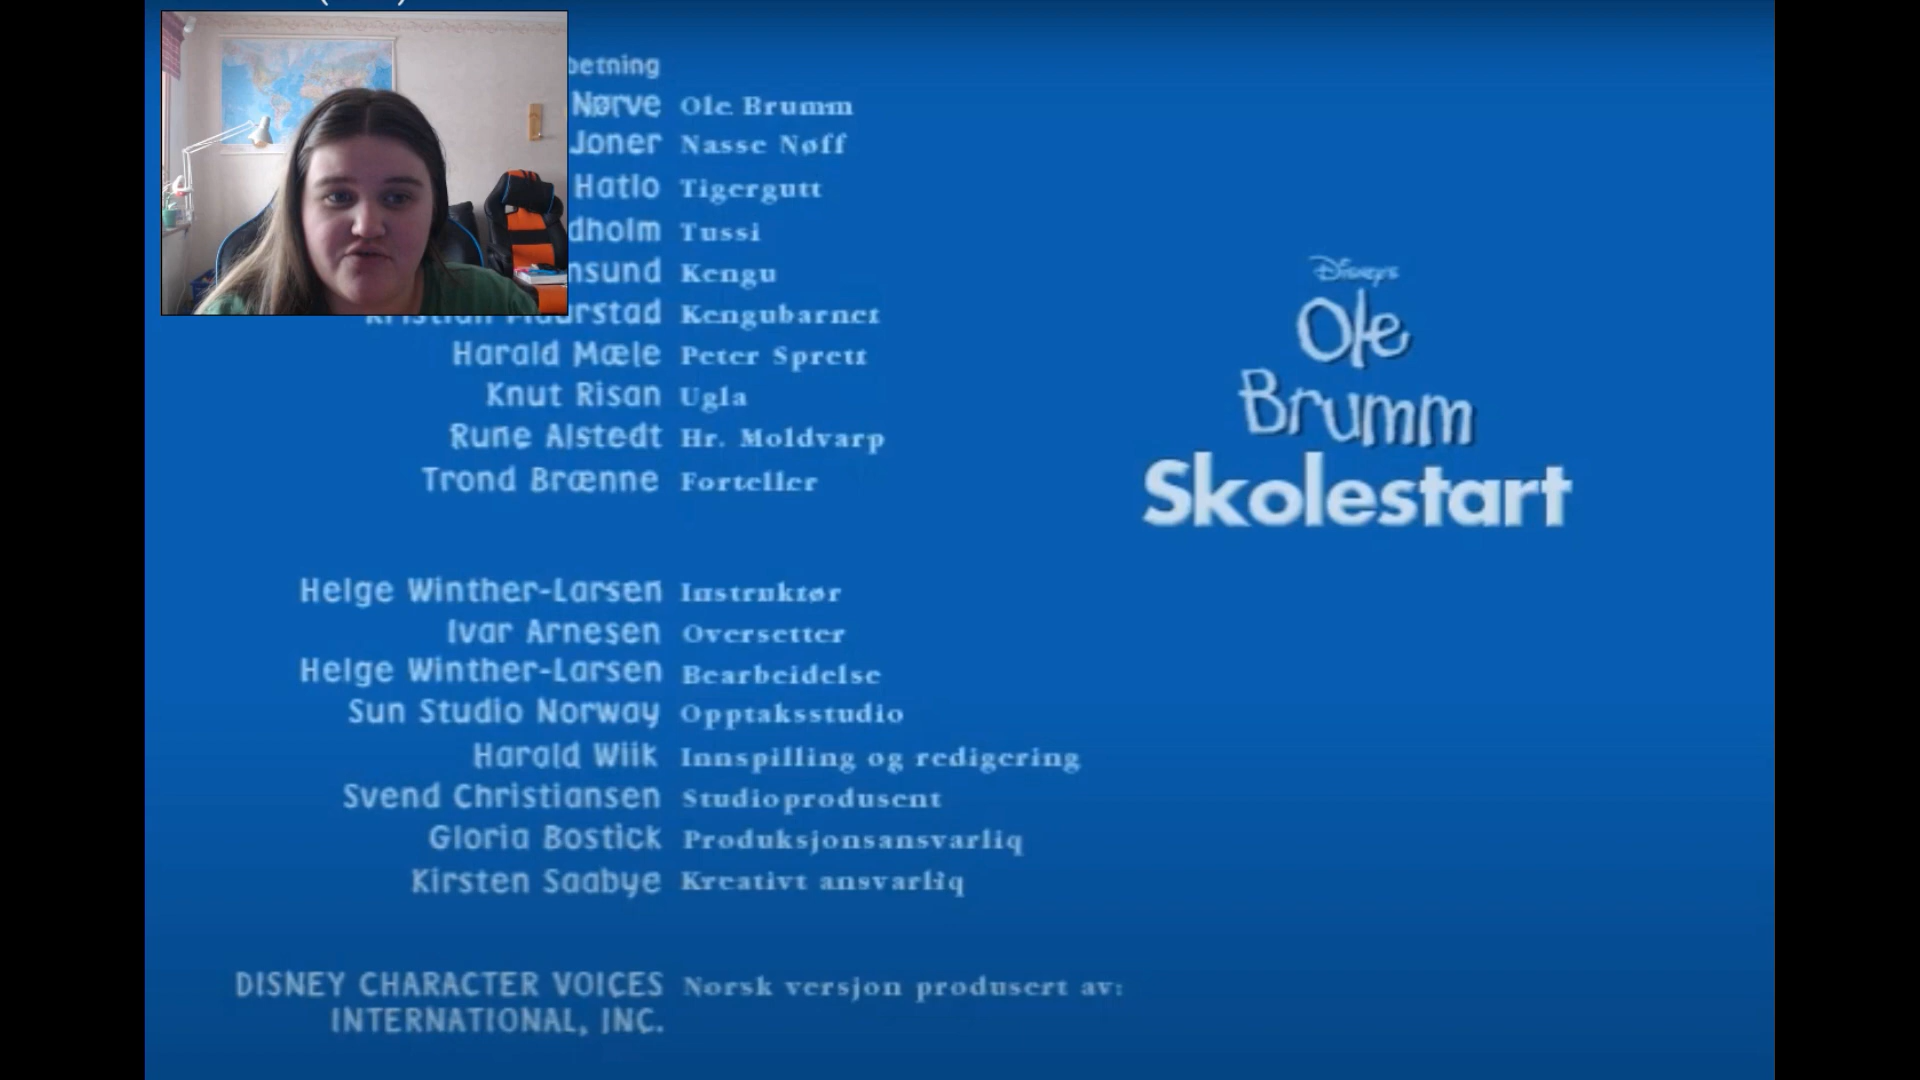 betning
Nørve Ole Brumm
Joner Nasse Nøff
Hatlo Tigergutt
dholm Tussi
nsund Kengu
Kristian rstad Kengubarnet
Harald Mæle Peter Sprett
Knut Risan Ugla
Rune Alstedt Hr. Moldvarp
Trond Brænne Forteller
Disney's
Ole
Brumm
Skolestart
Helge Winther-Larsen Instruktør
Ivar Arnesen Oversetter
Helge Winther-Larsen Bearbeidelse
Sun Studio Norway Opptaksstudio
Harald Wiik Innspilling og redigering
Svend Christiansen Studioprodusent
Gloria Bostick Produksjonsansvarlig
Kirsten Saabye Kreativt ansvarlig
DISNEY CHARACTER VOICES Norsk versjon produsert av:
INTERNATIONAL, INC.